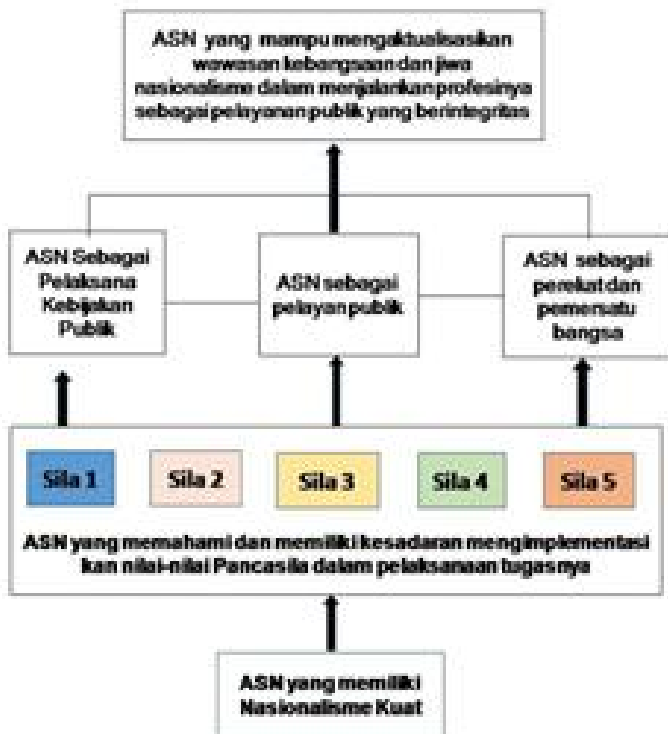 ASN yang mampu mengaktualisasikan
wawasan kebangsaan dan jiwa
nasionalisme dalam menjalankan profesinya
sebagai pelayanan publik yang berintegritas
ASN Sebagai
Pelaksana
Kebijakan
Publik
ASN sebagai
pelayan publik
ASN sebagai
perekat dan
pemersatu
bangsa
Sila 1
Sila 2
Sila 3
Sila 4
Sila 5
ASN yang memahami dan memiliki kesadaran mengimplementasi
kan nilai-nilai Pancasila dalam pelaksanaan tugasnya
ASN yang memiliki
Nasionalisme Kuat